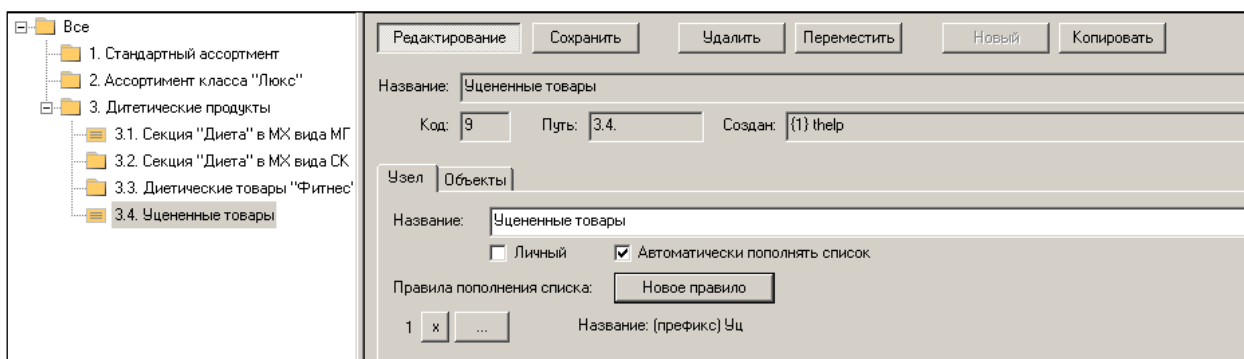 Все
1. Стандартный ассортмент
2. Ассортимент класса "Люкс"
3. Дитетические продукты
3.1. Секция "Диета" в МХ вида МГ
3.2. Секция "Диета" в МХ вида СК
3.3. Диетические товары "Фитнес"
3.4. Уцененные товары
Редактирование Сохранить Удалить Переместить Новый Копировать
Название: Уцененные товары
Код: 9 Путь: 3.4. Создан: {1} thelp
Узел Объекты
Название: Уцененные товары
Личный Автоматически пополнять список
Правила пополнения списка: Новое правило
1 x ... Название: (префикс) Уц